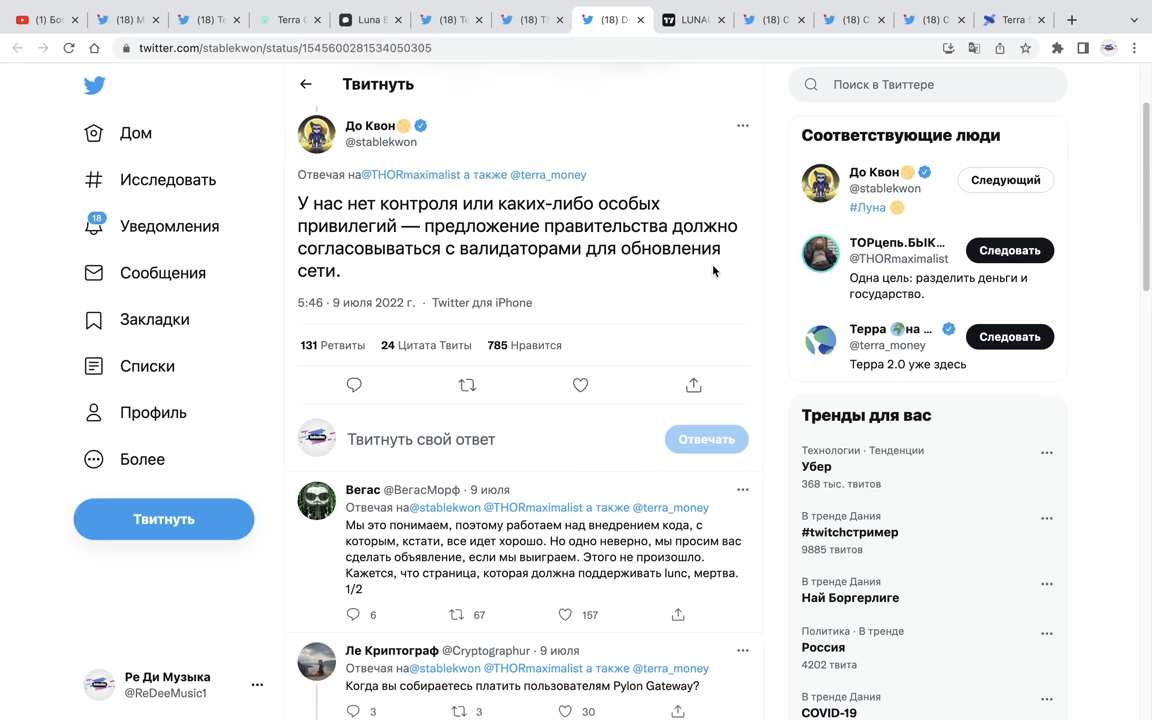 (1) Бол
(18) М
(18) Te
Terra C
Luna E
(18) Te
(18) Tl
(18) D
LUNAU
(18) C
(18) C
(18) C
Terra S
twitter.com/stablekwon/status/1545600281534050305
Твитнуть
Поиск в Твиттере
Дом
Исследовать
18
Уведомления
Сообщения
Закладки
Списки
Профиль
Более
Твитнуть
Ре Ди Музыка
@ReDeeMusic1
До Квон
@stablekwon
Отвечая на@THORmaximalist а также @terra_money
У нас нет контроля или каких-либо особых
привилегий — предложение правительства должно
согласовываться с валидаторами для обновления
сети.
5:46 · 9 июля 2022 г. · Twitter для iPhone
131 Ретвиты 24 Цитата Твиты 785 Нравится
Твитнуть свой ответ
Отвечать
Вегас @ВегасМорф · 9 июля
Отвечая на@stablekwon @THORmaximalist а также @terra_money
Мы это понимаем, поэтому работаем над внедрением кода, с
которым, кстати, все идет хорошо. Но одно неверно, мы просим вас
сделать объявление, если мы выиграем. Этого не произошло.
Кажется, что страница, которая должна поддерживать lunc, мертва.
1/2
6 67 157
Ле Криптограф @Cryptographur · 9 июля
Отвечая на@stablekwon @THORmaximalist а также @terra_money
Когда вы собираетесь платить пользователям Pylon Gateway?
3 3 30
Соответствующие люди
До Квон
@stablekwon
#Луна
Следующий
ТОРцепь.БЫК...
@THORmaximalist
Следовать
Одна цель: разделить деньги и
государство.
Терра на ...
@terra_money
Следовать
Терра 2.0 уже здесь
Тренды для вас
Технологии · Тенденции
Убер
368 тыс. твитов
В тренде Дания
#twitchстример
9885 твитов
В тренде Дания
Най Боргерлиге
Политика · В тренде
Россия
4202 твита
В тренде Дания
COVID-19